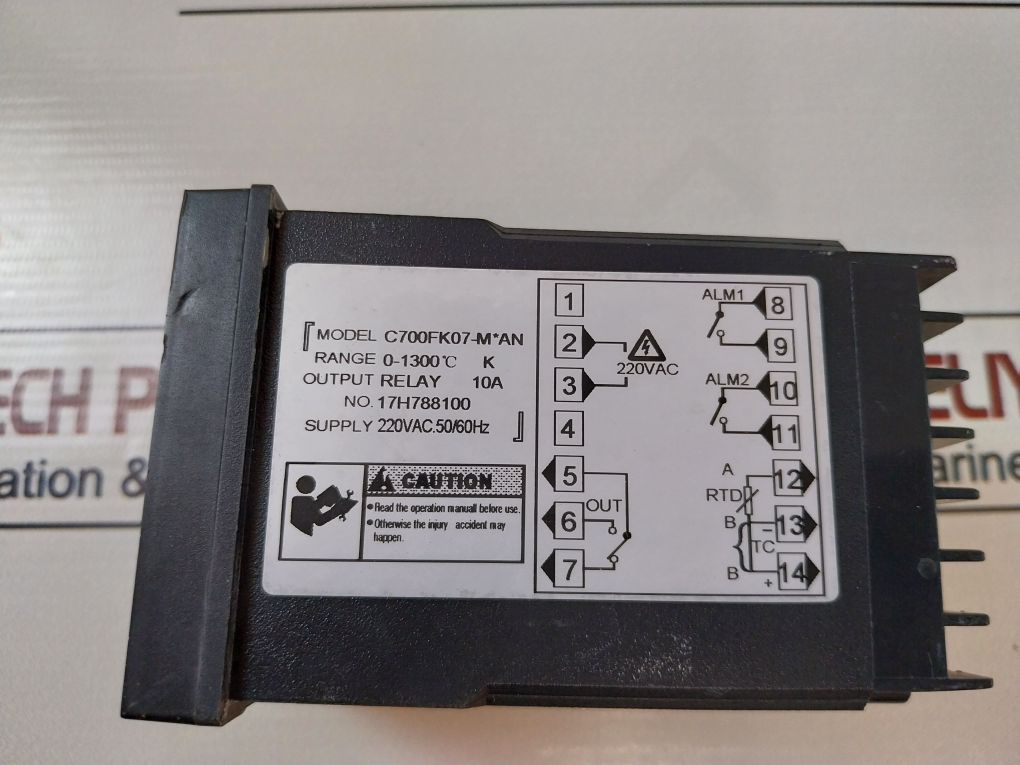 MODEL C700FK07-M*AN
RANGE 0-1300℃ K
OUTPUT RELAY 10A
NO. 17H788100
SUPPLY 220VAC.50/60Hz
CAUTION
• Read the operation manuall before use.
• Otherwise the injury accident may
happen.
1
2
3
220VAC
4
5
6
OUT
7
ALM1
8
9
ALM2
10
11
A
12
RTD
B
13
−
TC
B
+
14
ECH P
ation &
ELIV
arine